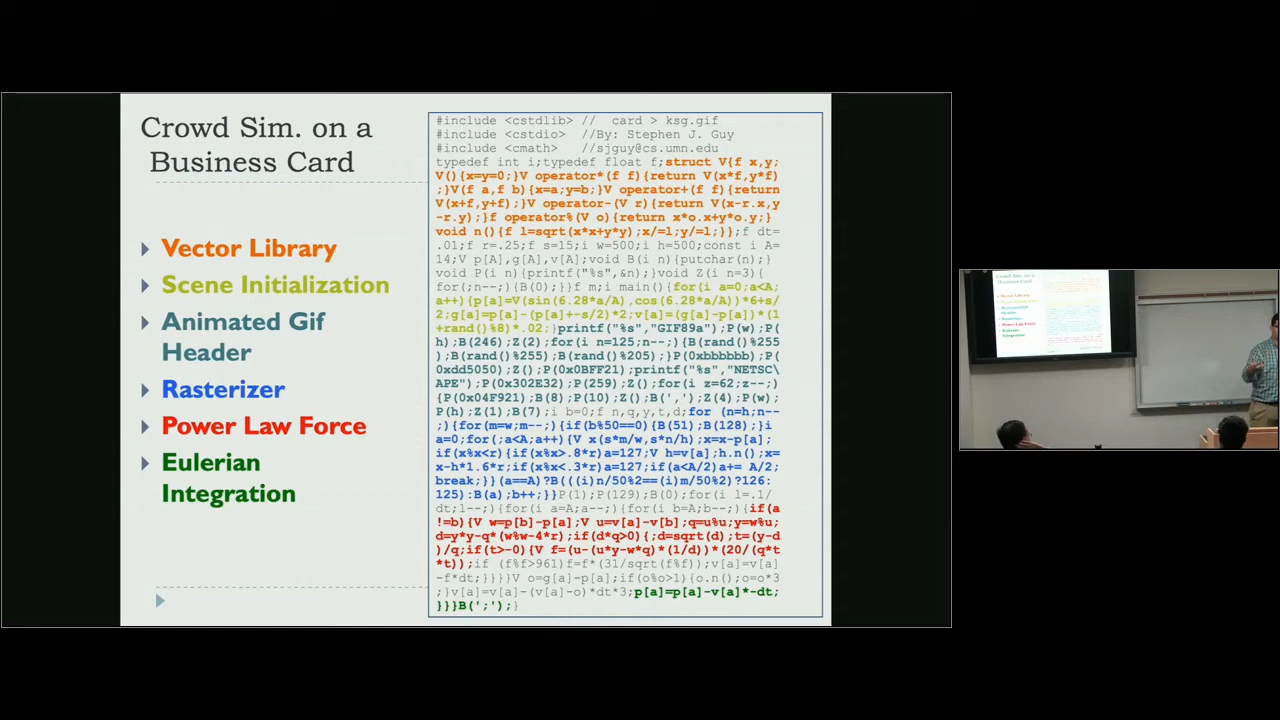 Crowd Sim. on a
Business Card
Vector Library
Scene Initialization
Animated Gif
Header
Rasterizer
Power Law Force
Eulerian
Integration
#include <cstdlib> //  card > ksg.gif
#include <cstdio>  //By: Stephen J. Guy
#include <cmath>   //sjguy@cs.umn.edu
typedef int i;typedef float f;struct V{f x,y;
V(){x=y=0;}V operator*(f f){return V(x*f,y*f)
;}V(f a,f b){x=a;y=b;}V operator+(f f){return
V(x+f,y+f);}V operator-(V r){return V(x-r.x,y
-r.y);}f operator%(V o){return x*o.x+y*o.y;}
void n(){f l=sqrt(x*x+y*y);x/=l;y/=l;}};f dt=
.01;f r=.25;f s=15;i w=500;i h=500;const i A=
14;V p[A],g[A],v[A];void B(i n){putchar(n);}
void P(i n){printf("%s",&n);}void Z(i n=3){
for(;n--;){B(0);}}f m;i main(){for(i a=0;a<A;
a++){p[a]=V(sin(6.28*a/A),cos(6.28*a/A))*6+s/
2;g[a]=p[a]-(p[a]+-s/2)*2;v[a]=(g[a]-p[a])*(1
+rand()%8)*.02;}printf("%s","GIF89a");P(w);P(
h);B(246);Z(2);for(i n=125;n--;){B(rand()%255
);B(rand()%255);B(rand()%205);}P(0xbbbbbb);P(
0xdd5050);Z();P(0x0BFF21);printf("%s","NETSC\
APE");P(0x302E32);P(259);Z();for(i z=62;z--;)
{P(0x04F921);B(8);P(10);Z();B(',');Z(4);P(w);
P(h);Z(1);B(7);i b=0;f n,q,y,t,d;for (n=h;n--
;){for(m=w;m--;){if(b%50==0){B(51);B(128);}i
a=0;for(;a<A;a++){V x(s*m/w,s*n/h);x=x-p[a];
if(x%x<r){if(x%x>.8*r)a=127;V h=v[a];h.n();x=
x-h*1.6*r;if(x%x<.3*r)a=127;if(a<A/2)a+= A/2;
break;}}(a==A)?B(((i)n/50%2==(i)m/50%2)?126:
125):B(a);b++;}}P(1);P(129);B(0);for(i l=.1/
dt;l--;){for(i a=A;a--;){for(i b=A;b--;){if(a
!=b){V w=p[b]-p[a];V u=v[a]-v[b];q=u%u;y=w%u;
d=y*y-q*(w%w-4*r);if(d*q>0){;d=sqrt(d);t=(y-d
)/q;if(t>-0){V f=(u-(u*y-w*q)*(1/d))*(20/(q*t
*t));if (f%f>961)f=f*(31/sqrt(f%f));v[a]=v[a]
-f*dt;}}}}V o=g[a]-p[a];if(o%o>1){o.n();o=o*3
;}v[a]=v[a]-(v[a]-o)*dt*3;p[a]=p[a]-v[a]*-dt;
}}}B(';');}